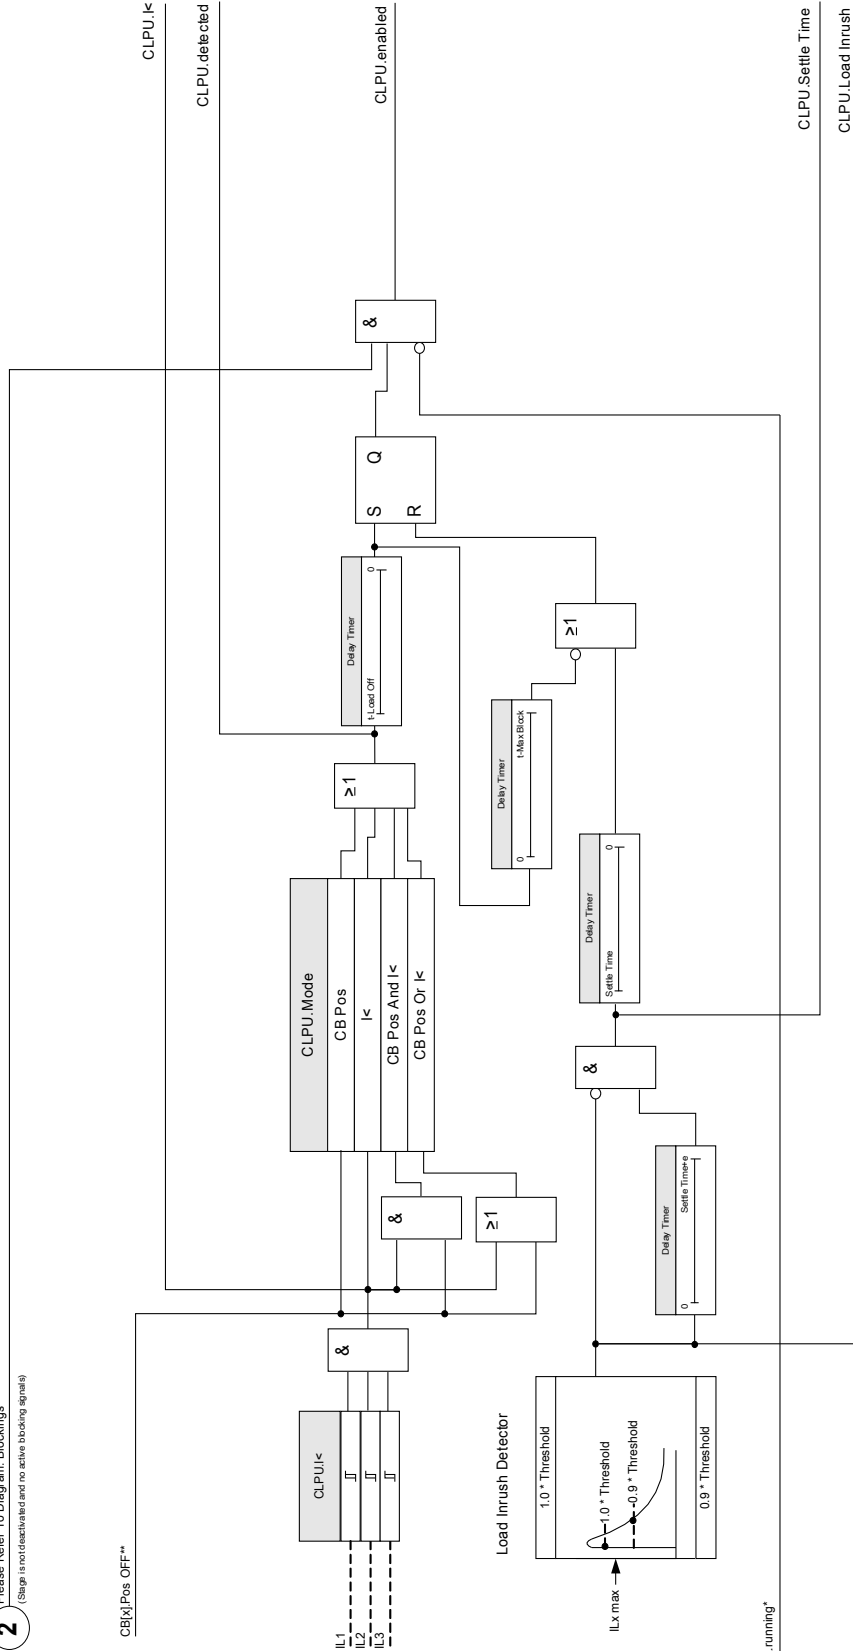 2
Please Refer To Diagram: Blockings
(Stage is not deactivated and no active blocking signals)
CLPU.I<
CLPU.detected
CLPU.enabled
CB[x].Pos OFF**
IL1
IL2
IL3
CLPU.I<
&
&
≥1
CLPU.Mode
CB Pos
I<
CB Pos And I<
CB Pos Or I<
≥1
Delay Timer
t-Load Off
0
S
Q
R
&
Delay Timer
0
t-Max Block
≥1
Load Inrush Detector
ILx max
1.0 * Threshold
1.0 * Threshold
0.9 * Threshold
0.9 * Threshold
Delay Timer
0
Settle Time+e
&
Delay Timer
Settle Time
0
CLPU.Settle Time
CLPU.Load Inrush
.running*